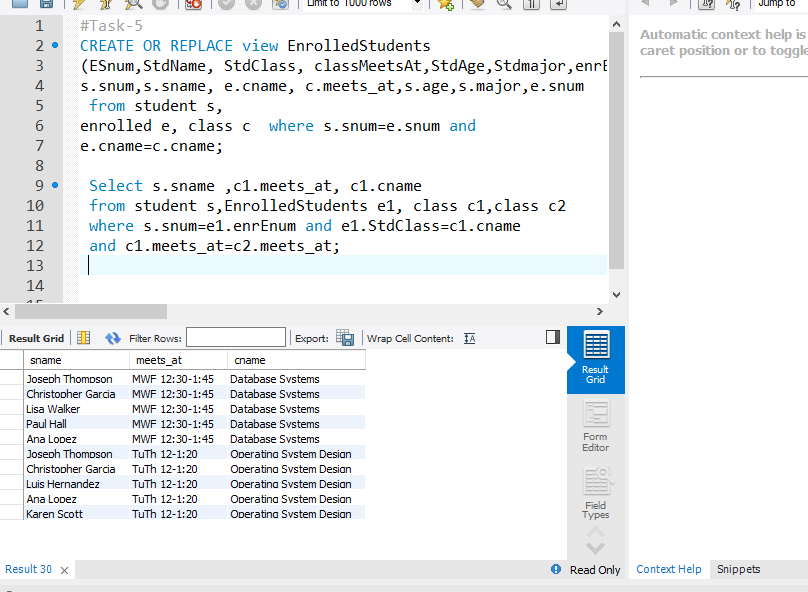 Limit to 1000 rows
Jump to
1 #Task-5
2 CREATE OR REPLACE view EnrolledStudents
3 (ESnum,StdName, StdClass, classMeetsAt,StdAge,Stdmajor,enrE
4 s.snum,s.sname, e.cname, c.meets_at,s.age,s.major,e.snum
5 from student s,
6 enrolled e, class c where s.snum=e.snum and
7 e.cname=c.cname;
8
9 Select s.sname ,c1.meets_at, c1.cname
10 from student s,EnrolledStudents e1, class c1,class c2
11 where s.snum=e1.enrEnum and e1.StdClass=c1.cname
12 and c1.meets_at=c2.meets_at;
13
14
Automatic context help is
caret position or to toggle
Result Grid Filter Rows: Export: Wrap Cell Content: IA
sname meets_at cname
Joseph Thompson MWF 12:30-1:45 Database Systems
Christopher Garcia MWF 12:30-1:45 Database Systems
Lisa Walker MWF 12:30-1:45 Database Systems
Paul Hall MWF 12:30-1:45 Database Systems
Ana Lopez MWF 12:30-1:45 Database Systems
Joseph Thompson TuTh 12-1:20 Operating System Design
Christopher Garcia TuTh 12-1:20 Operating System Design
Luis Hernandez TuTh 12-1:20 Operating System Design
Ana Lopez TuTh 12-1:20 Operating System Design
Karen Scott TuTh 12-1:20 Operating System Design
Result
Grid
Form
Editor
Field
Types
Result 30
Read Only
Context Help Snippets